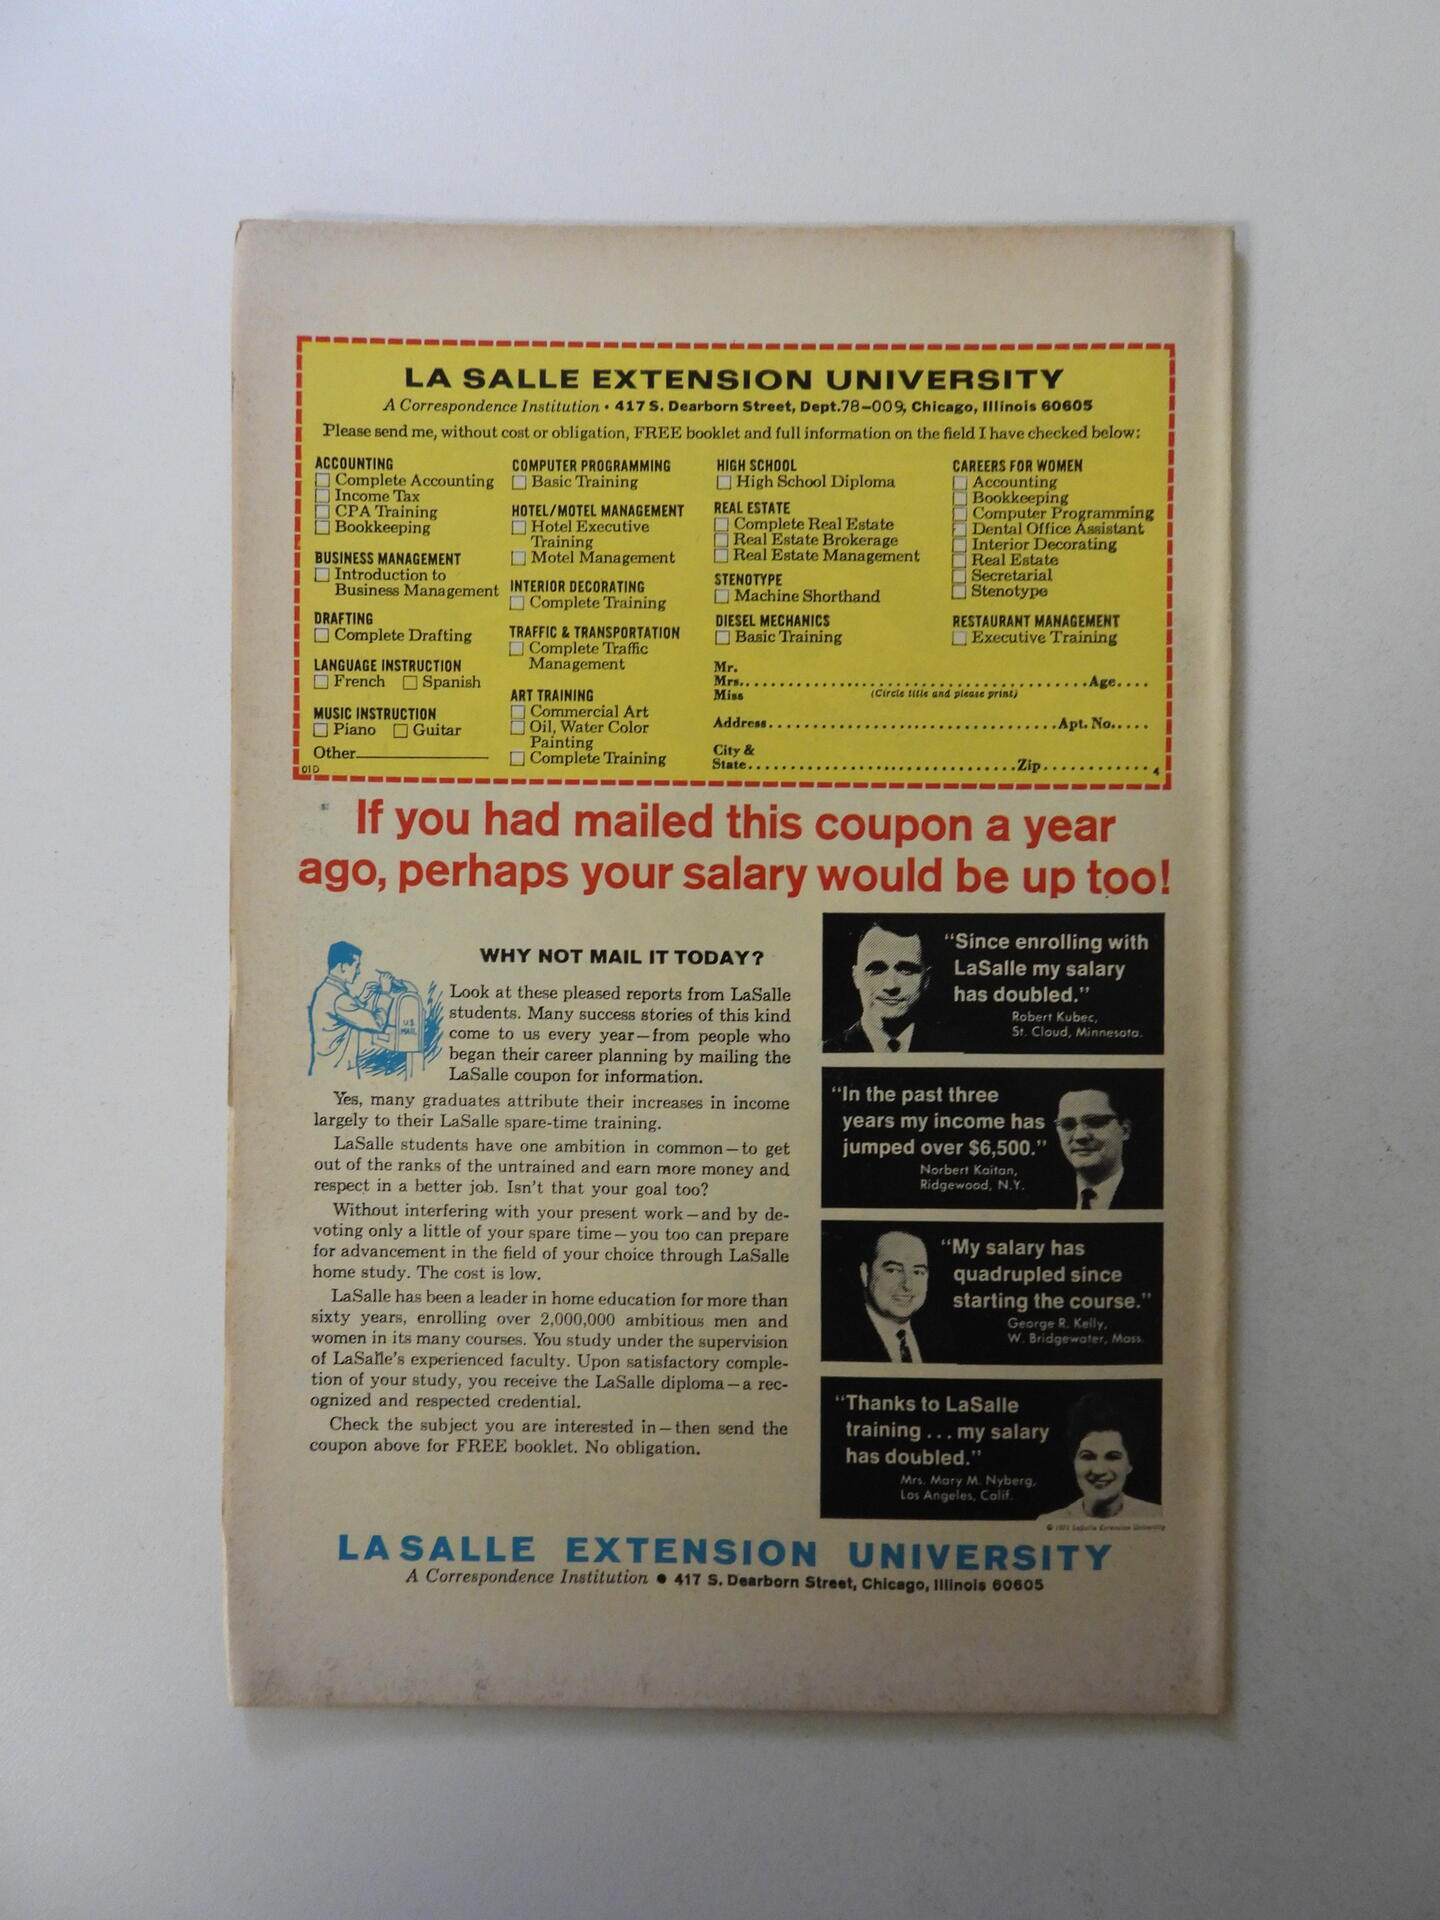 LA SALLE EXTENSION UNIVERSITY
A Correspondence Institution • 417 S. Dearborn Street, Dept.78-009, Chicago, Illinois 60605
Please send me, without cost or obligation, FREE booklet and full information on the field I have checked below:
ACCOUNTING
Complete Accounting
Income Tax
CPA Training
Bookkeeping
BUSINESS MANAGEMENT
Introduction to
Business Management
DRAFTING
Complete Drafting
LANGUAGE INSTRUCTION
French Spanish
MUSIC INSTRUCTION
Piano Guitar
Other
01D
COMPUTER PROGRAMMING
Basic Training
HOTEL/MOTEL MANAGEMENT
Hotel Executive
Training
Motel Management
INTERIOR DECORATING
Complete Training
TRAFFIC & TRANSPORTATION
Complete Traffic
Management
ART TRAINING
Commercial Art
Oil, Water Color
Painting
Complete Training
HIGH SCHOOL
High School Diploma
REAL ESTATE
Complete Real Estate
Real Estate Brokerage
Real Estate Management
STENOTYPE
Machine Shorthand
DIESEL MECHANICS
Basic Training
CAREERS FOR WOMEN
Accounting
Bookkeeping
Computer Programming
Dental Office Assistant
Interior Decorating
Real Estate
Secretarial
Stenotype
RESTAURANT MANAGEMENT
Executive Training
Mr.
Mrs. Age
Miss (Circle title and please print)
Address Apt. No.
City &
State Zip 4
If you had mailed this coupon a year
ago, perhaps your salary would be up too!
WHY NOT MAIL IT TODAY?
U.S.
MAIL
Look at these pleased reports from LaSalle
students. Many success stories of this kind
come to us every year—from people who
began their career planning by mailing the
LaSalle coupon for information.
Yes, many graduates attribute their increases in income
largely to their LaSalle spare-time training.
LaSalle students have one ambition in common—to get
out of the ranks of the untrained and earn more money and
respect in a better job. Isn't that your goal too?
Without interfering with your present work—and by de-
voting only a little of your spare time—you too can prepare
for advancement in the field of your choice through LaSalle
home study. The cost is low.
LaSalle has been a leader in home education for more than
sixty years, enrolling over 2,000,000 ambitious men and
women in its many courses. You study under the supervision
of LaSalle's experienced faculty. Upon satisfactory comple-
tion of your study, you receive the LaSalle diploma—a rec-
ognized and respected credential.
Check the subject you are interested in—then send the
coupon above for FREE booklet. No obligation.
"Since enrolling with
LaSalle my salary
has doubled."
Robert Kubec,
St. Cloud, Minnesota.
"In the past three
years my income has
jumped over $6,500."
Norbert Kaitan,
Ridgewood, N.Y.
"My salary has
quadrupled since
starting the course."
George R. Kelly,
W. Bridgewater, Mass.
"Thanks to LaSalle
training . . . my salary
has doubled."
Mrs. Mary M. Nyberg,
Los Angeles, Calif.
© 1971 LaSalle Extension University
LA SALLE EXTENSION UNIVERSITY
A Correspondence Institution • 417 S. Dearborn Street, Chicago, Illinois 60605